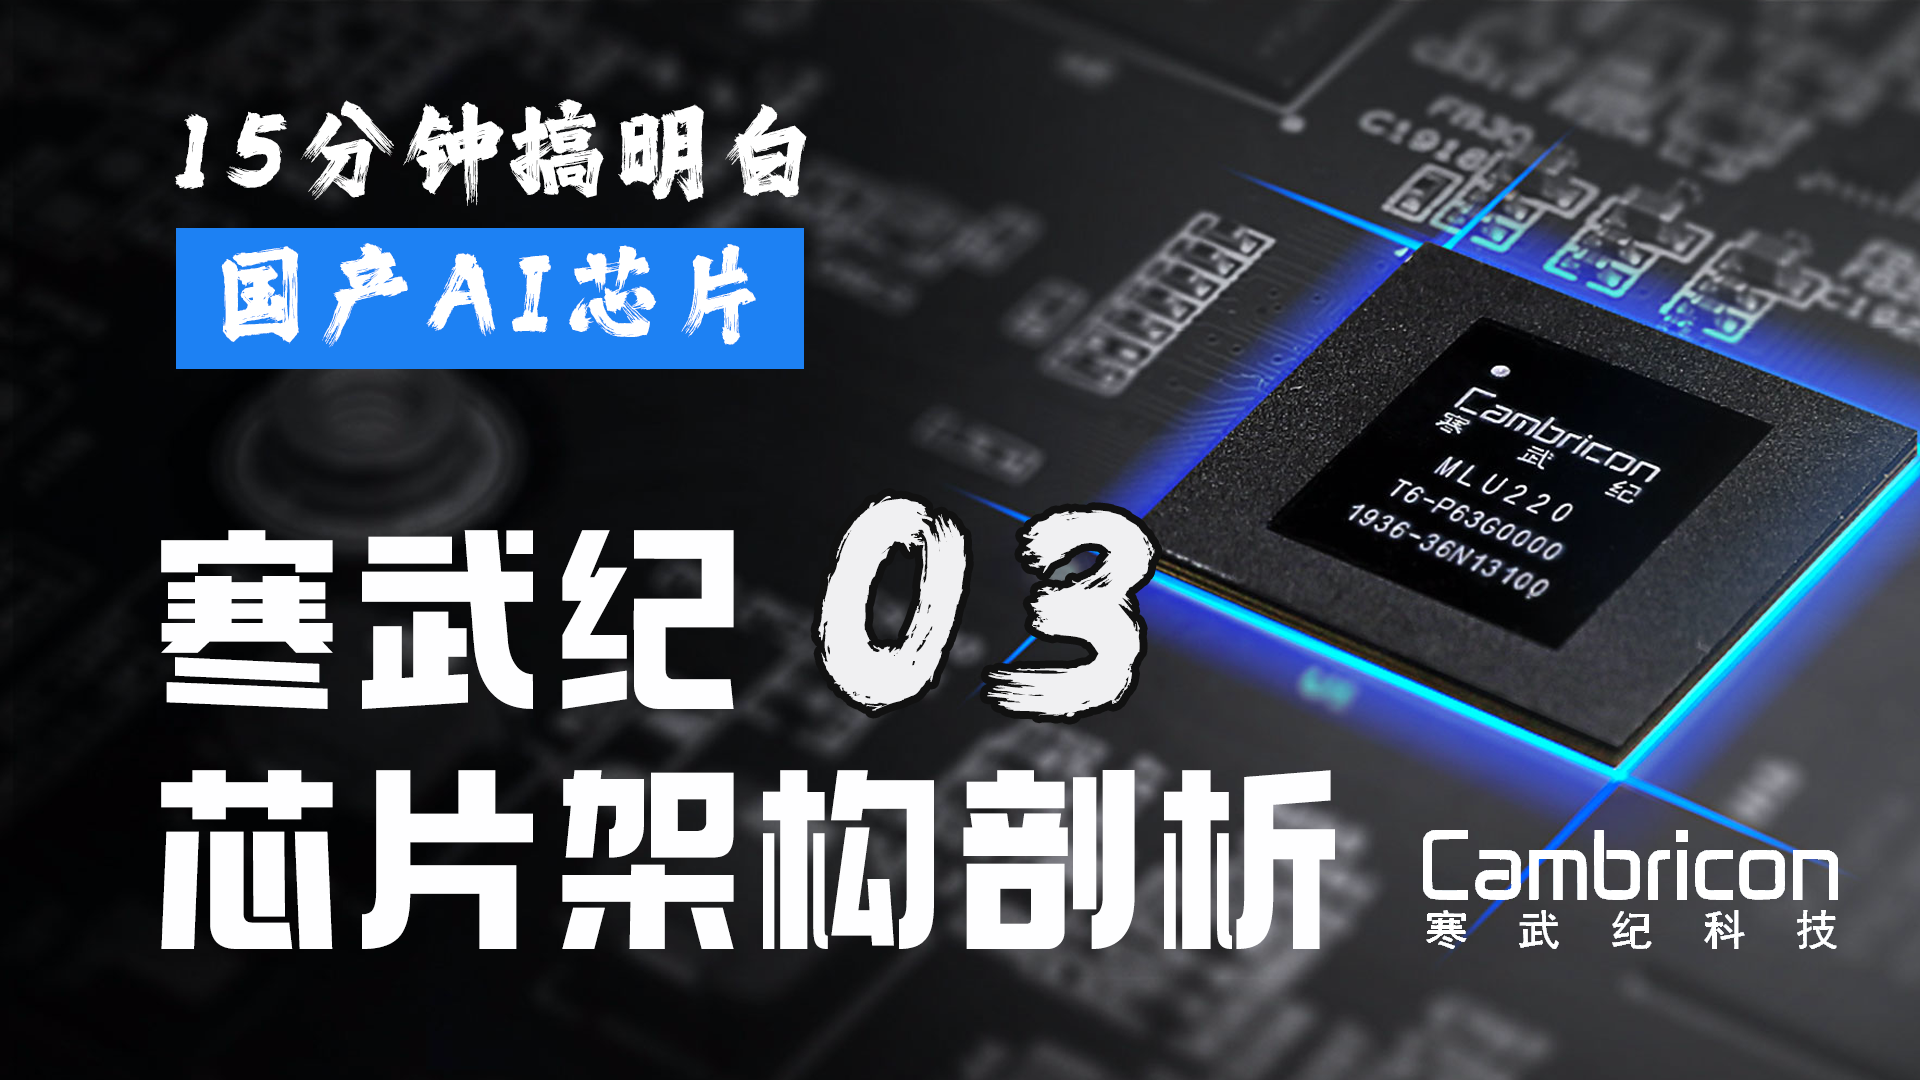 15分钟搞明白
国产AI芯片
寒武纪 03
芯片架构剖析
Cambricon
寒武纪
MLU220
T6-P63G0000
1936-36N13100
C1918
Cambricon
寒武纪科技